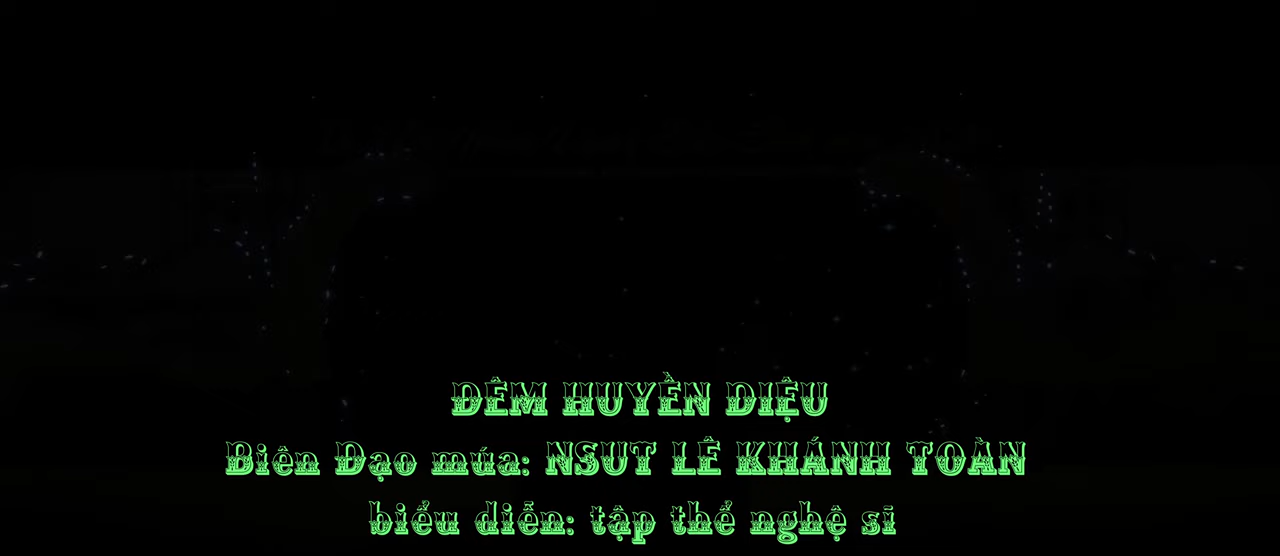 ĐÊM HUYỀN DIỆU
Biên Đạo múa: NSUT LÊ KHÁNH TOÀN
biểu diễn: tập thể nghệ sĩ